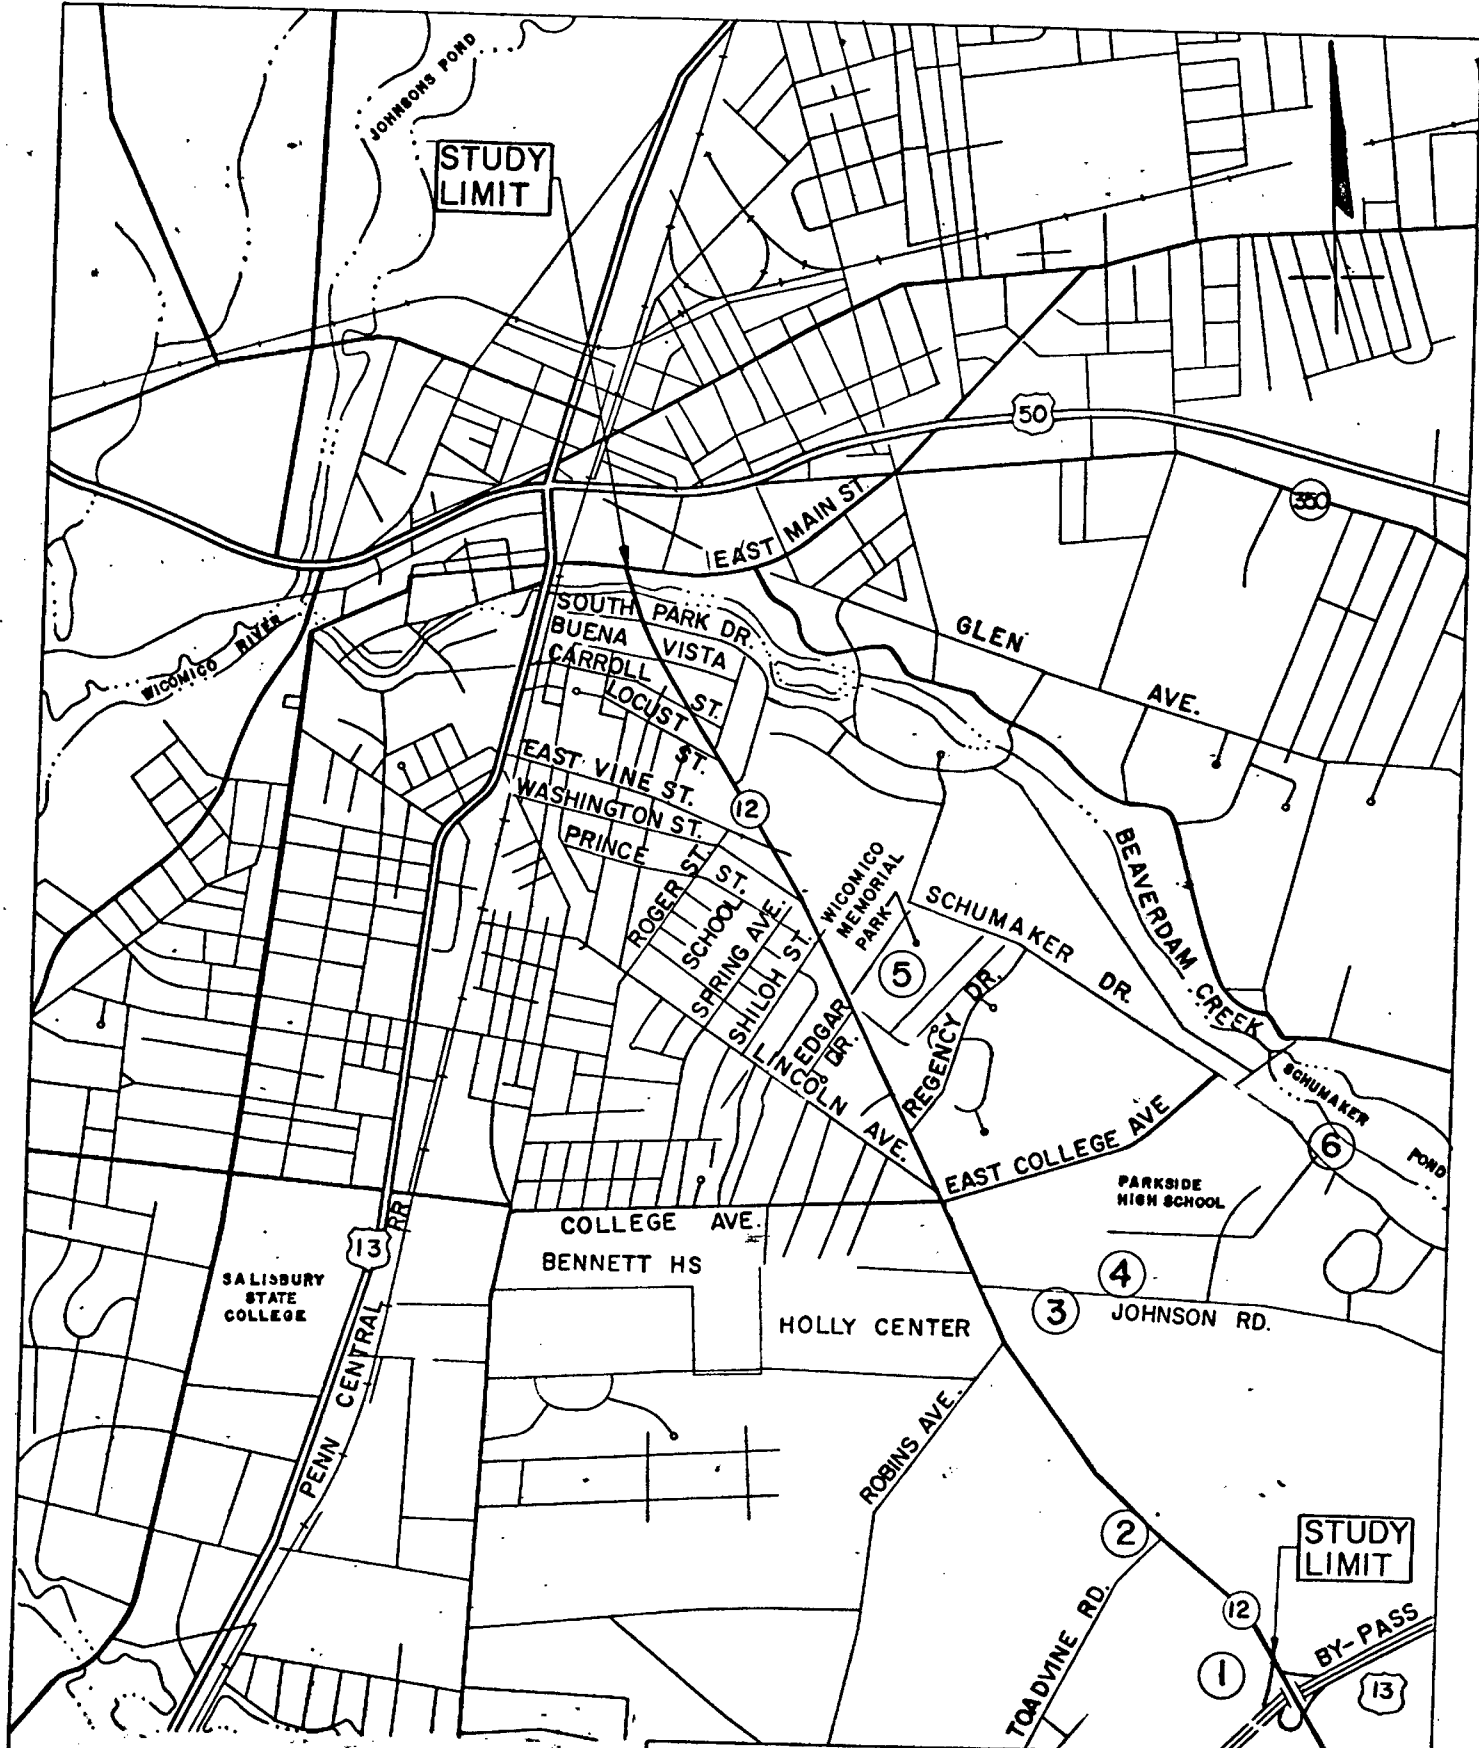 JOHNSONS POND
STUDY
LIMIT
50
350
EAST MAIN ST.
GLEN
AVE.
WICOMICO RIVER
SOUTH PARK DR.
BUENA VISTA
CARROLL ST.
LOCUST ST.
EAST VINE ST.
WASHINGTON ST.
PRINCE ST.
12
ROGER ST.
SCHOOL
SPRING AVE.
SHILOH ST.
WICOMICO
MEMORIAL
PARK
5
SCHUMAKER DR.
BEAVERDAM CREEK
EDGAR
DR.
REGENCY DR.
LINCOLN AVE.
SCHUMAKER
POND
6
EAST COLLEGE AVE
PARKSIDE
HIGH SCHOOL
COLLEGE AVE.
BENNETT HS
13
RR
PENN CENTRAL
SALISBURY
STATE
COLLEGE
HOLLY CENTER
3
4
JOHNSON RD.
ROBINS AVE.
2
STUDY
LIMIT
12
TOADVINE RD.
1
BY-PASS
13